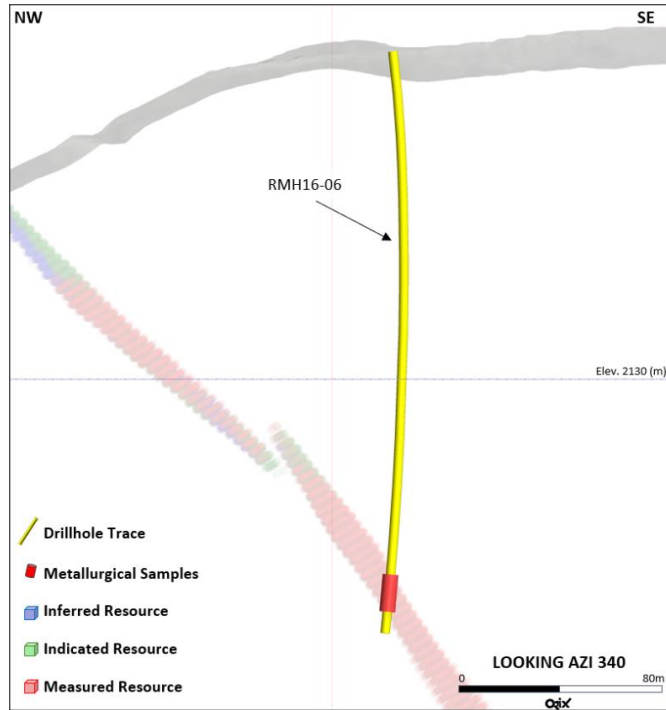 NW
SE
RMH16-06
Elev. 2130 (m)
Drillhole Trace
Metallurgical Samples
Inferred Resource
Indicated Resource
Measured Resource
LOOKING AZI 340
0
80m